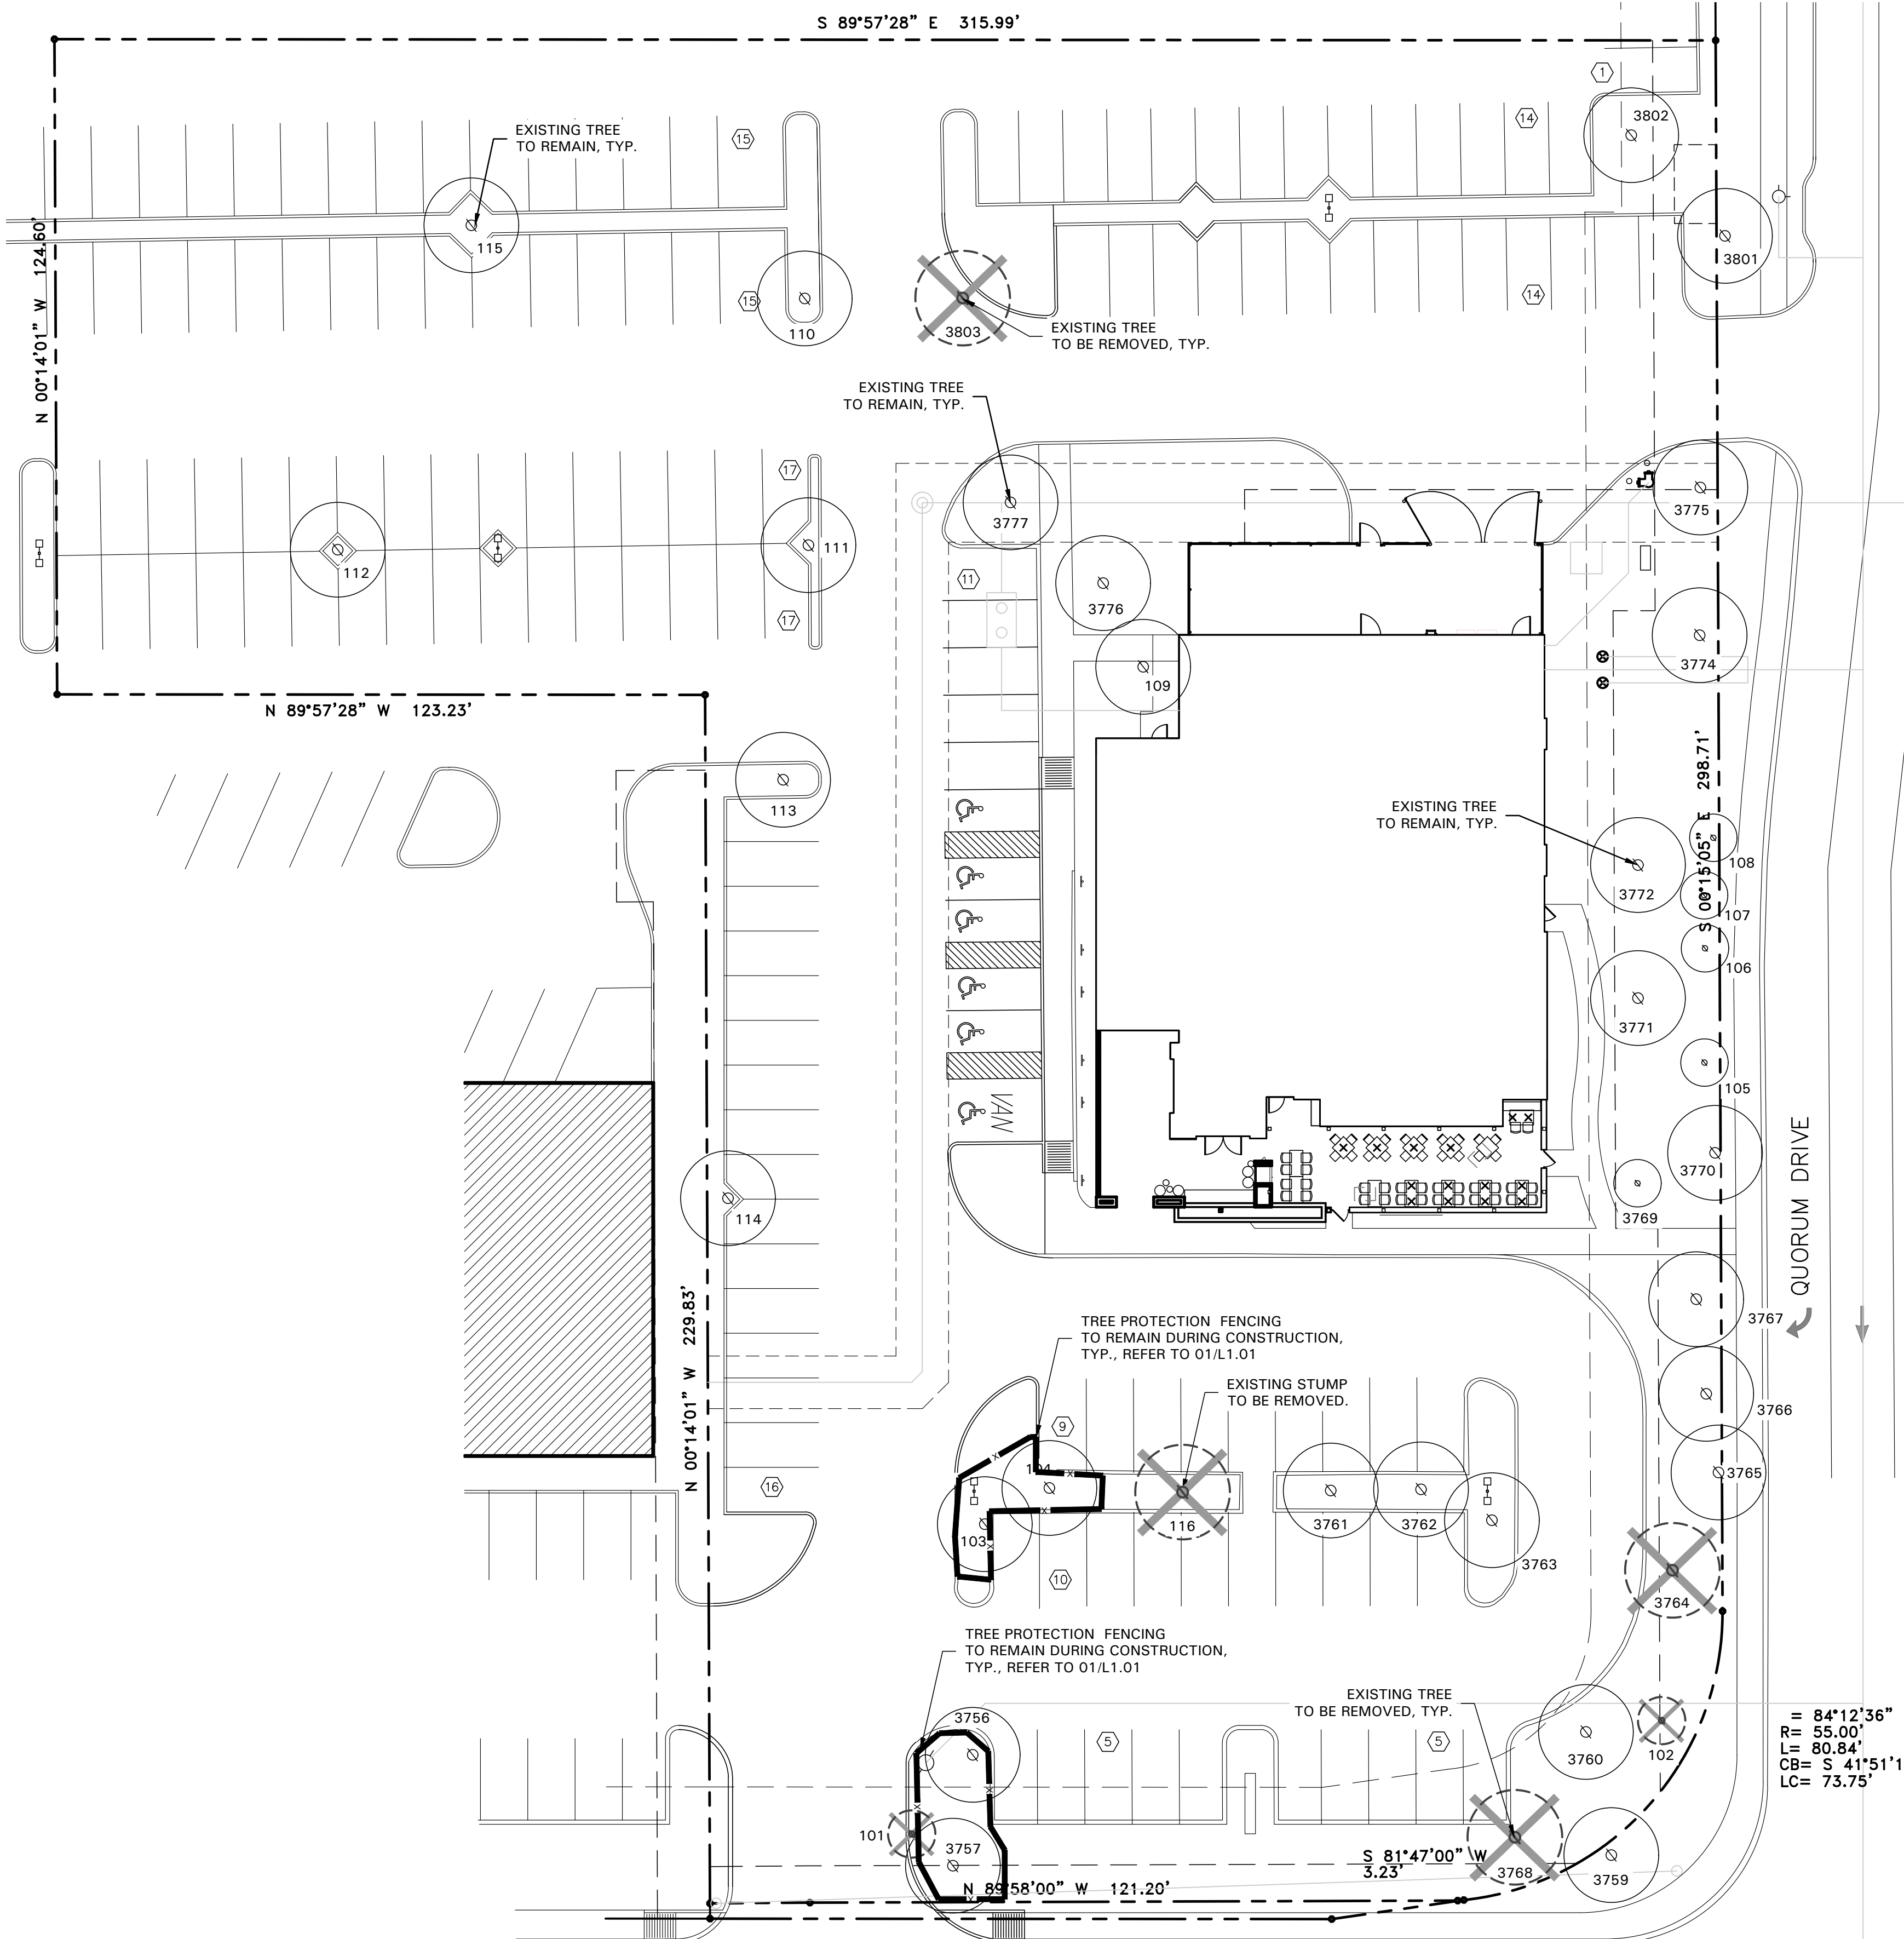 S 89°57'28" E 315.99'
1
3802
14
15
EXISTING TREE
TO REMAIN, TYP.
N 00°14'01" W 124.60'
115
3801
15
110
14
3803
EXISTING TREE
TO BE REMOVED, TYP.
EXISTING TREE
TO REMAIN, TYP.
17
3777
3775
111
112
11
3776
17
3774
109
N 89°57'28" W 123.23'
S 00°15'05" E 298.71'
113
EXISTING TREE
TO REMAIN, TYP.
108
3772
107
106
3771
105
VAN
QUORUM DRIVE
3770
114
3769
N 00°14'01" W 229.83'
3767
TREE PROTECTION FENCING
TO REMAIN DURING CONSTRUCTION,
TYP., REFER TO 01/L1.01
EXISTING STUMP
TO BE REMOVED.
3766
9
104
3765
16
103
116
3761
3762
3763
10
3764
TREE PROTECTION FENCING
TO REMAIN DURING CONSTRUCTION,
TYP., REFER TO 01/L1.01
EXISTING TREE
TO BE REMOVED, TYP.
3756
5
5
3760
102
= 84°12'36"
R= 55.00'
L= 80.84'
CB= S 41°51'1
LC= 73.75'
101
3757
S 81°47'00" W
3.23'
3768
3759
N 89°58'00" W 121.20'